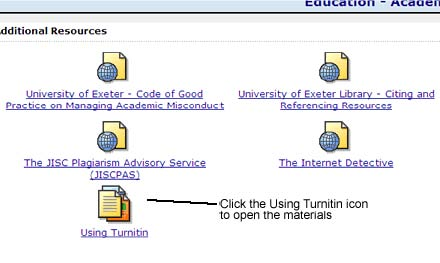 Education - Academ
Additional Resources
University of Exeter - Code of Good
Practice on Managing Academic Misconduct
University of Exeter Library - Citing and
Referencing Resources
The JISC Plagiarism Advisory Service
(JISCPAS)
The Internet Detective
Using Turnitin
Click the Using Turnitin icon
to open the materials